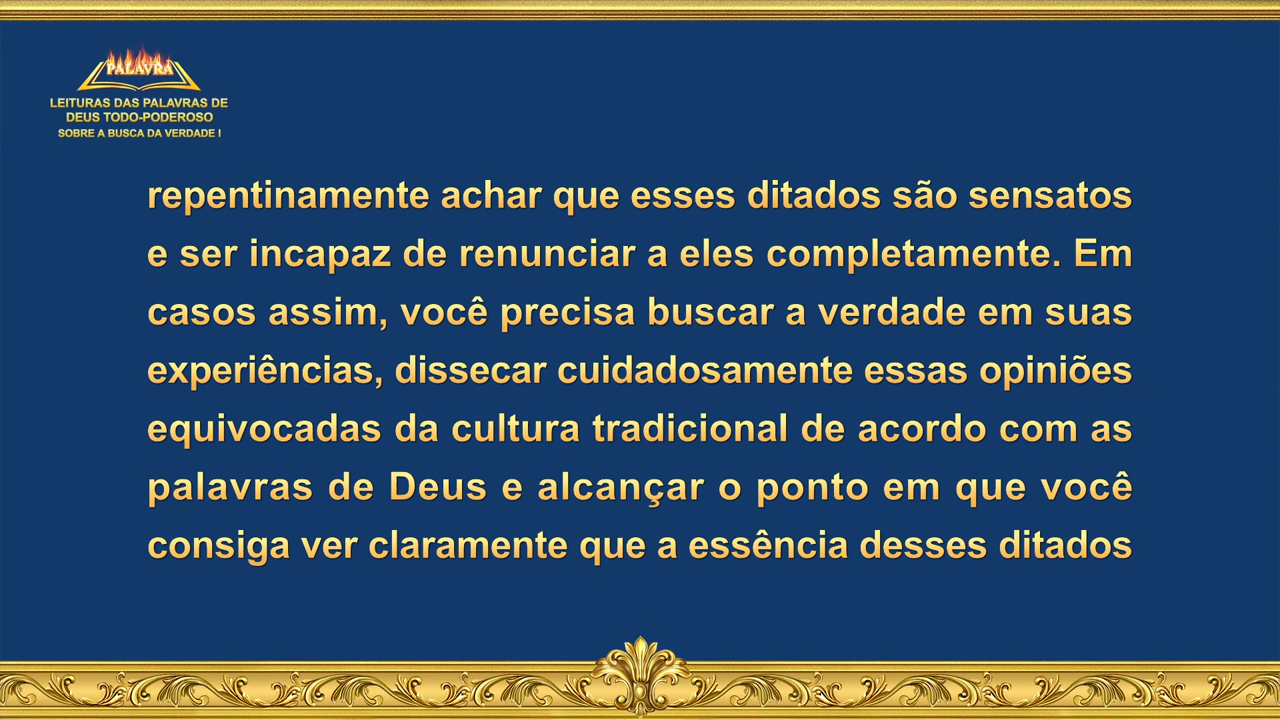 PALAVRA
LEITURAS DAS PALAVRAS DE
DEUS TODO-PODEROSO
SOBRE A BUSCA DA VERDADE I
repentinamente achar que esses ditados são sensatos
e ser incapaz de renunciar a eles completamente. Em
casos assim, você precisa buscar a verdade em suas
experiências, dissecar cuidadosamente essas opiniões
equivocadas da cultura tradicional de acordo com as
palavras de Deus e alcançar o ponto em que você
consiga ver claramente que a essência desses ditados